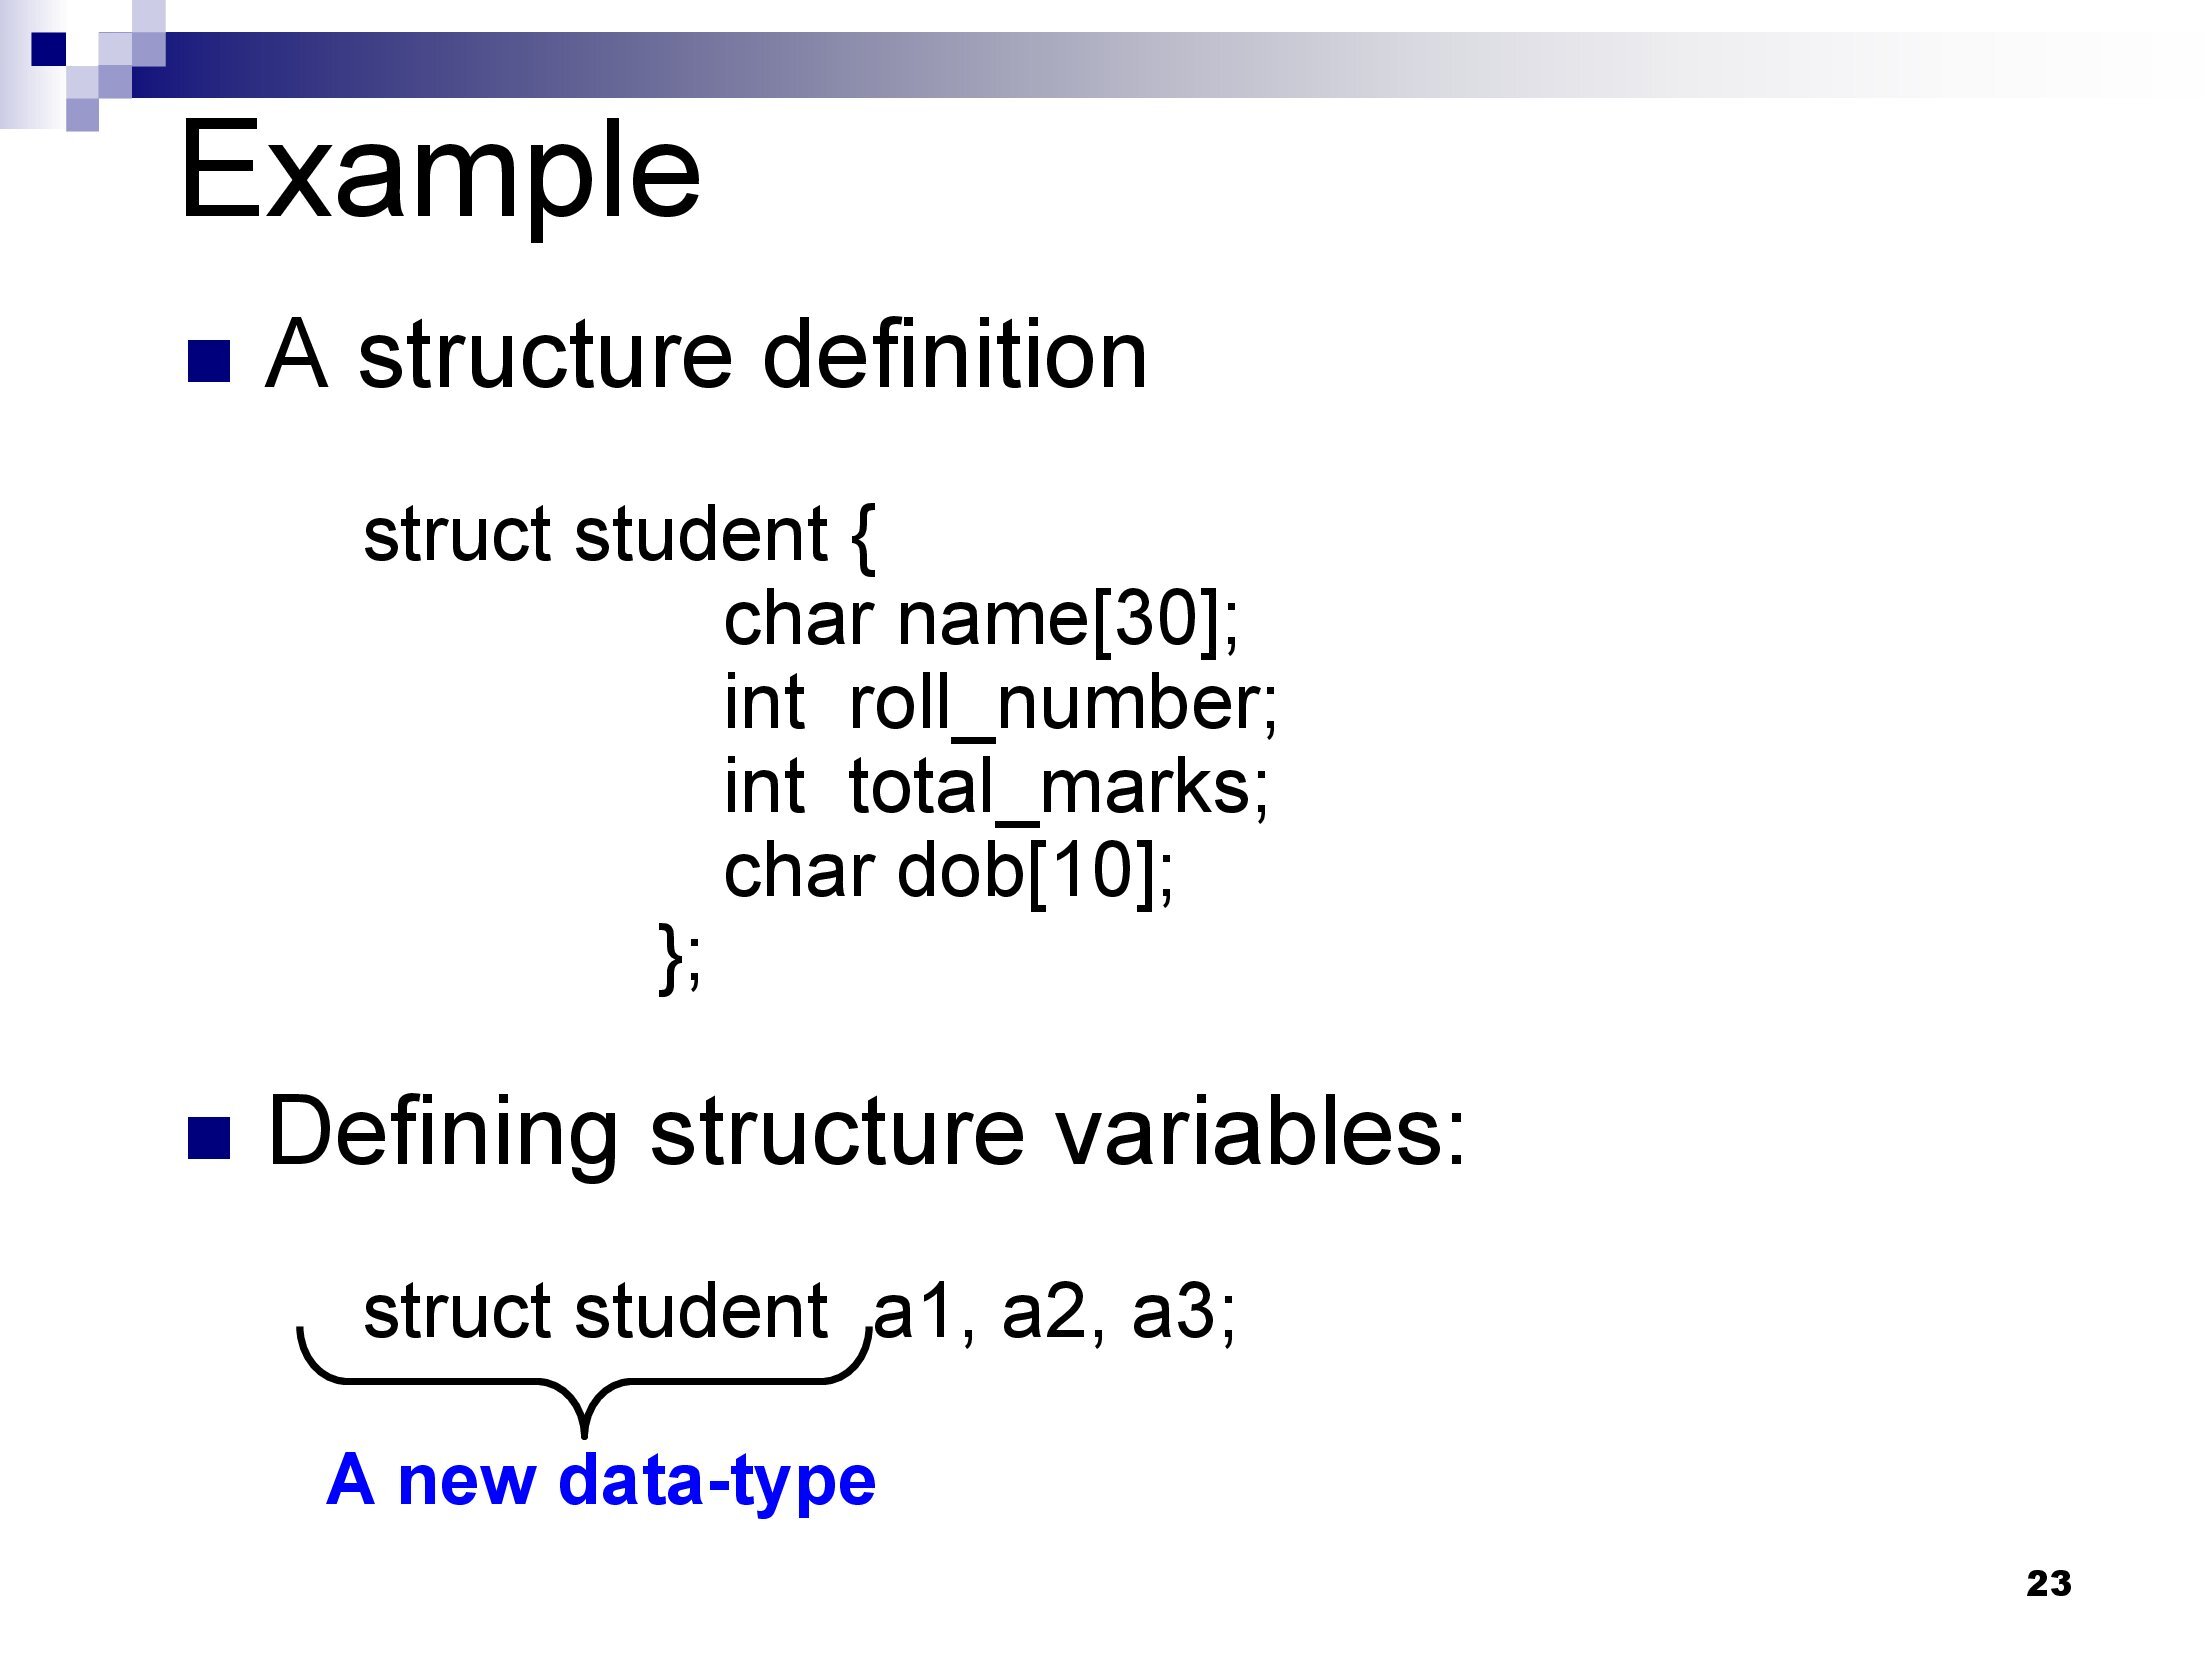 Example
A structure definition
struct student {
char name[30];
int  roll_number;
int  total_marks;
char dob[10];
};
Defining structure variables:
struct student  a1, a2, a3;
A new data-type
23